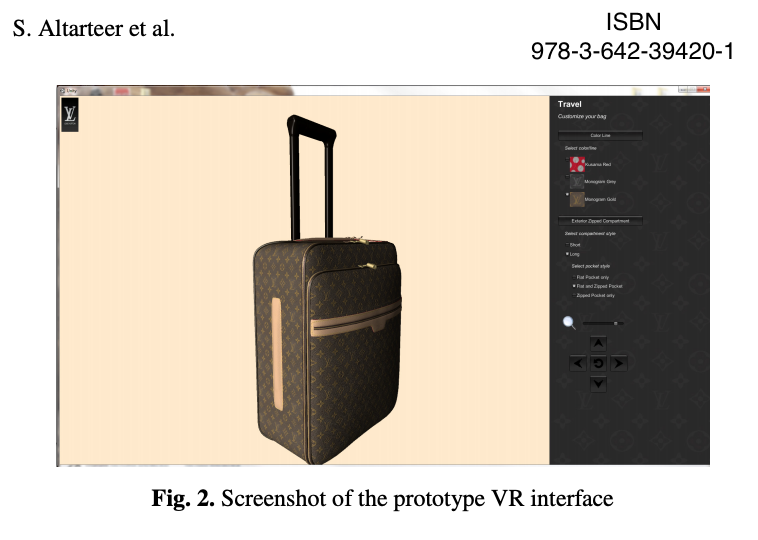 S. Altarteer et al.
ISBN
978-3-642-39420-1
Unity
LV
Travel
Customize your bag
Color Line
Select colorline
Kusama Red
Monogram Grey
Monogram Gold
Exterior Zipped Compartment
Select compartment style
Short
Long
Select pocket style
Flat Pocket only
Flat and Zipped Pocket
Zipped Pocket only
Fig. 2. Screenshot of the prototype VR interface